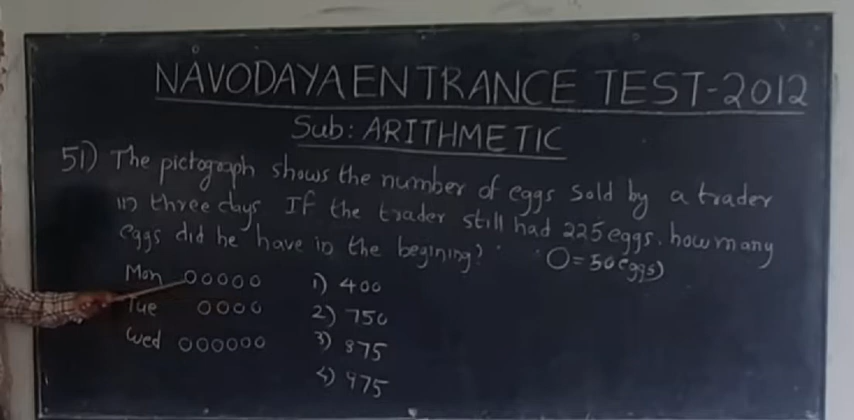 NAVODAYA ENTRANCE TEST-2012
Sub: ARITHMETIC
51) The pictograph shows the number of eggs sold by a trader
in three days. If the trader still had 225 eggs. how many
eggs did he have in the begining? (O=50 eggs)
Mon OOOOO 1) 400
Tue OOOO 2) 750
Wed OOOOOO 3) 875
4) 975